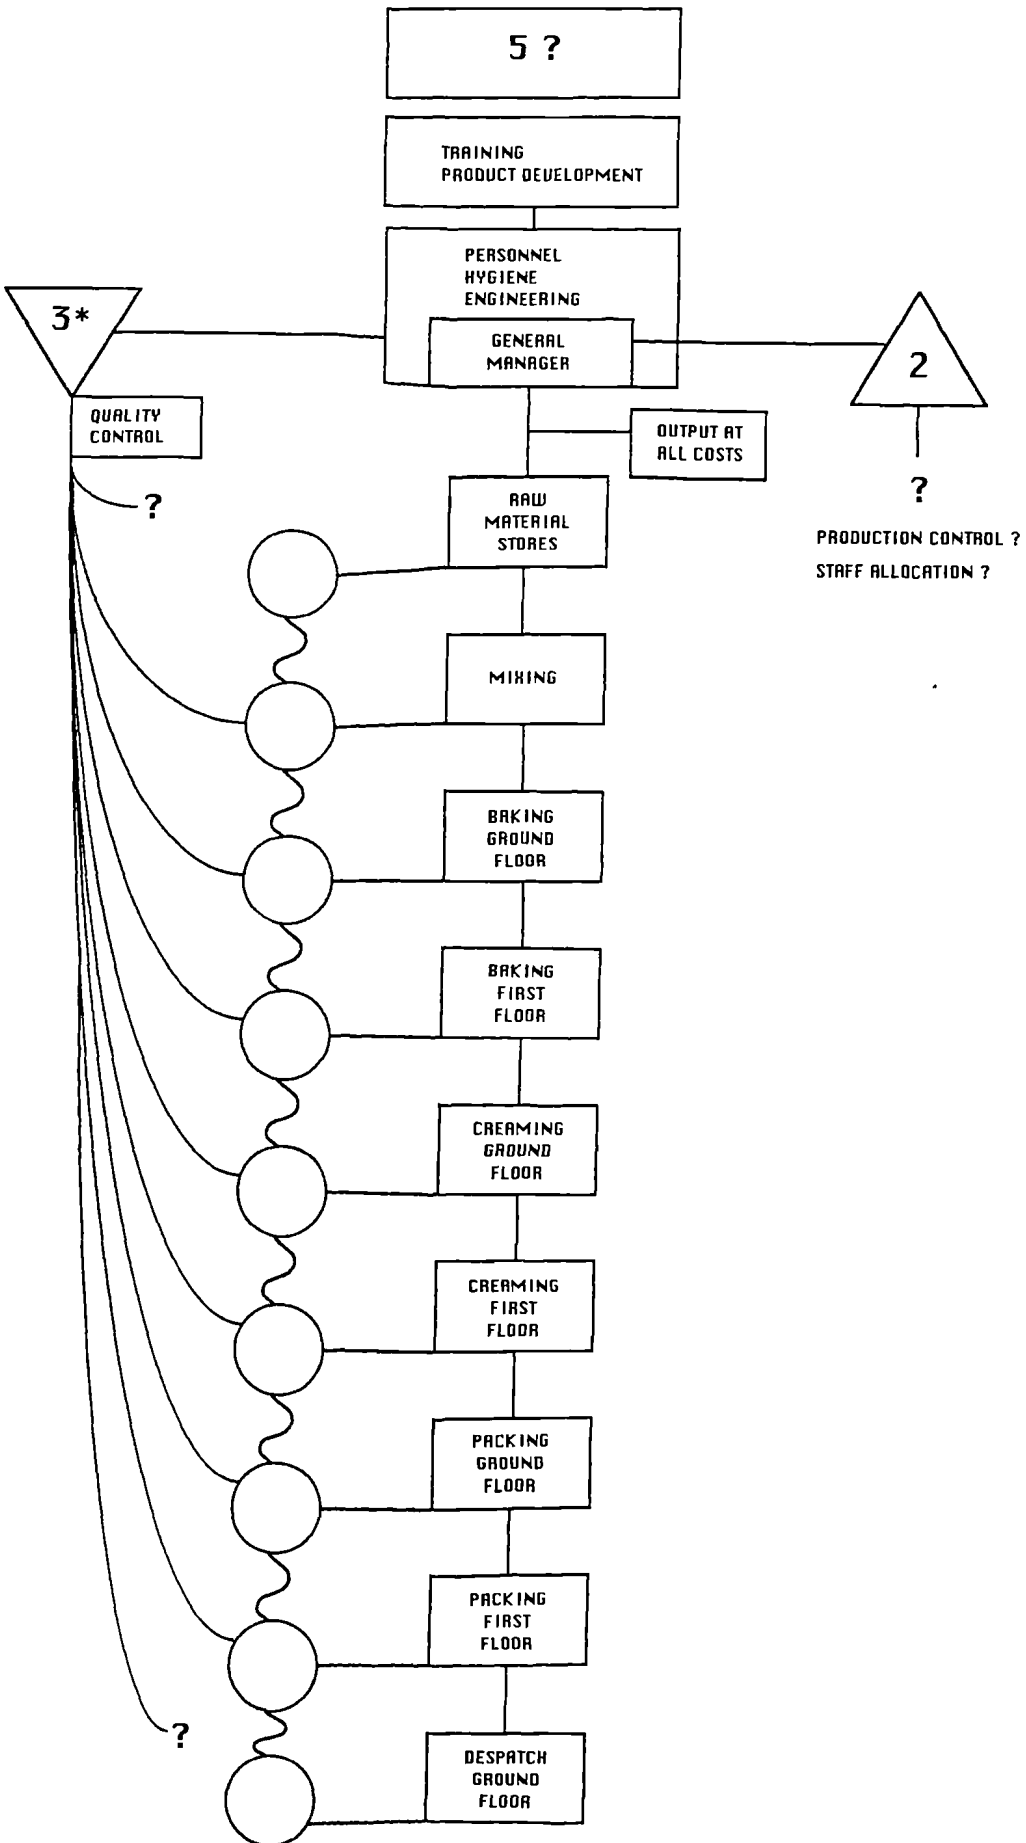 5 ?
TRAINING
PRODUCT DEVELOPMENT
PERSONNEL
HYGIENE
ENGINEERING
GENERAL
MANAGER
3*
2
QUALITY
CONTROL
?
OUTPUT AT
ALL COSTS
?
PRODUCTION CONTROL ?
STAFF ALLOCATION ?
RAW
MATERIAL
STORES
MIXING
BAKING
GROUND
FLOOR
BAKING
FIRST
FLOOR
CREAMING
GROUND
FLOOR
CREAMING
FIRST
FLOOR
PACKING
GROUND
FLOOR
PACKING
FIRST
FLOOR
?
DESPATCH
GROUND
FLOOR